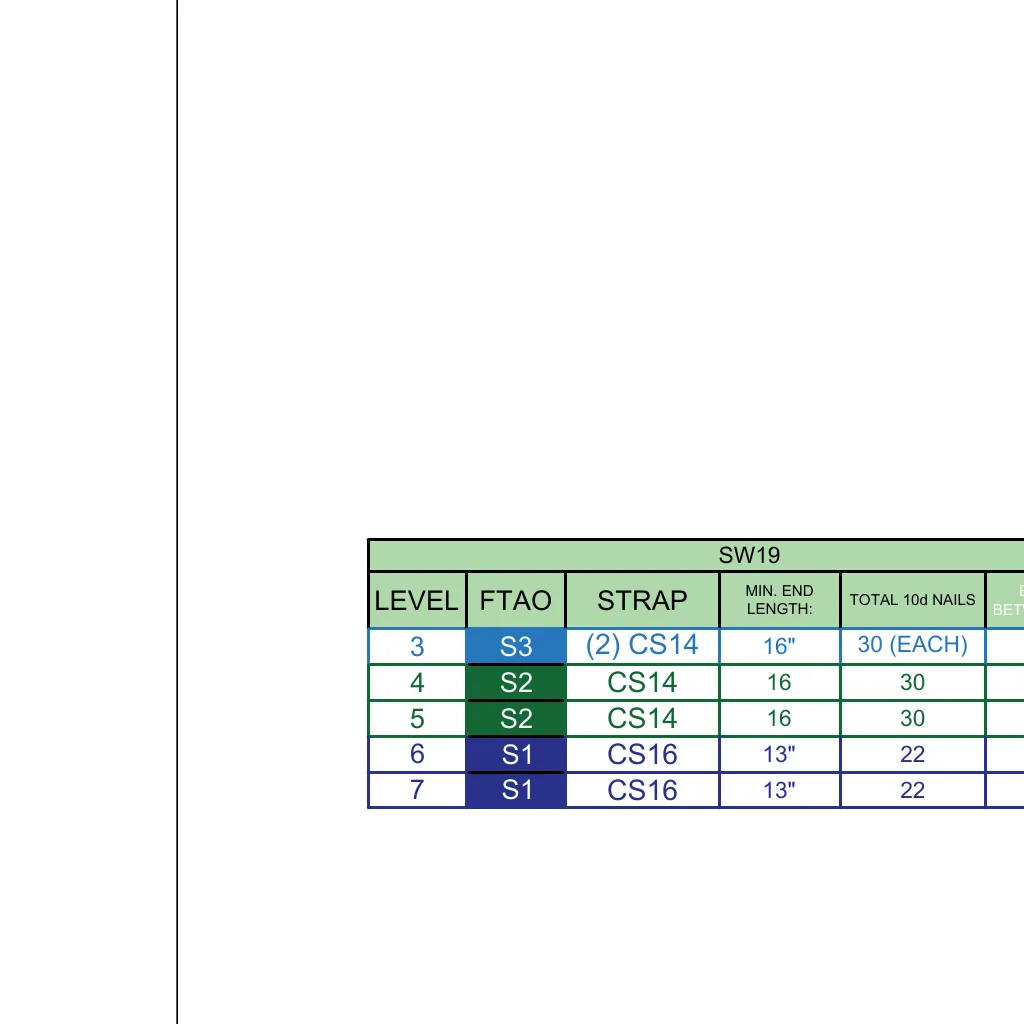 SW19
LEVEL FTAO STRAP MIN. END LENGTH: TOTAL 10d NAILS
3 S3 (2) CS14 16" 30 (EACH)
4 S2 CS14 16 30
5 S2 CS14 16 30
6 S1 CS16 13" 22
7 S1 CS16 13" 22